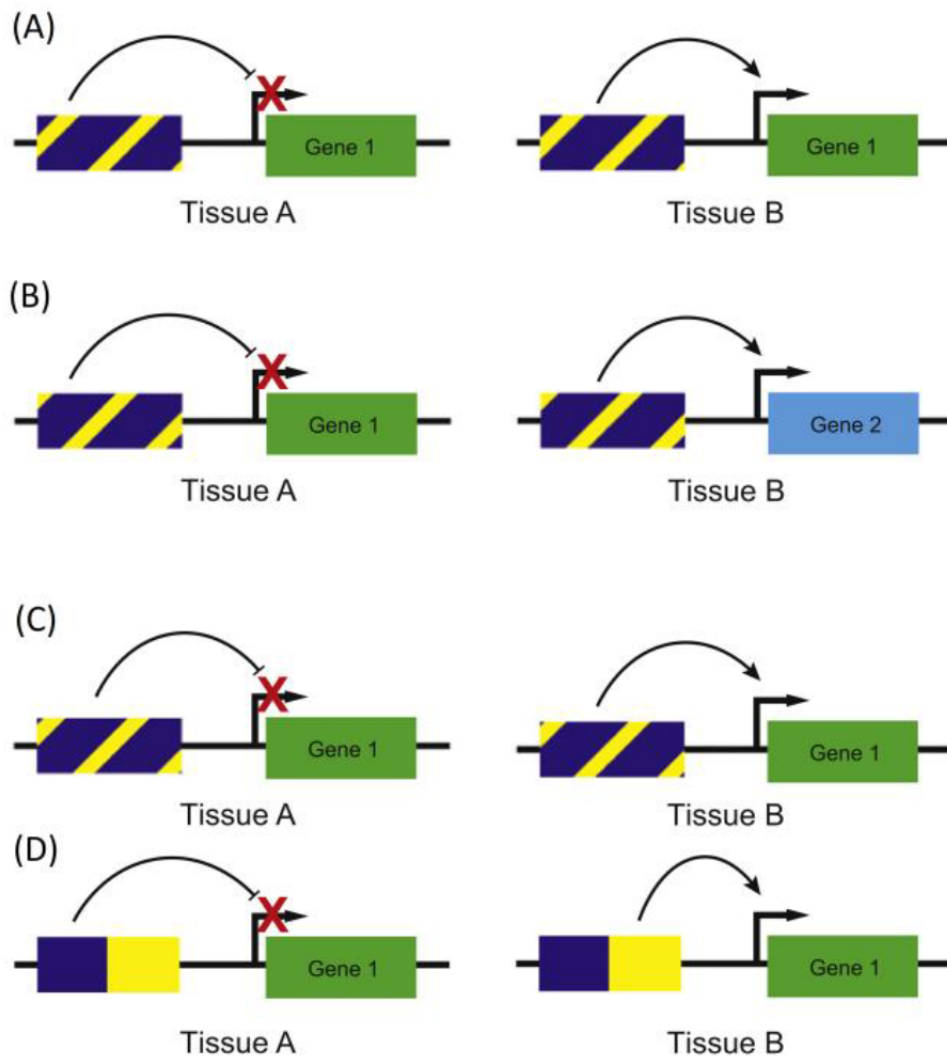 (A)
Gene 1 Gene 1
Tissue A Tissue B
(B)
Gene 1 Gene 2
Tissue A Tissue B
(C)
Gene 1 Gene 1
Tissue A Tissue B
(D)
Gene 1 Gene 1
Tissue A Tissue B